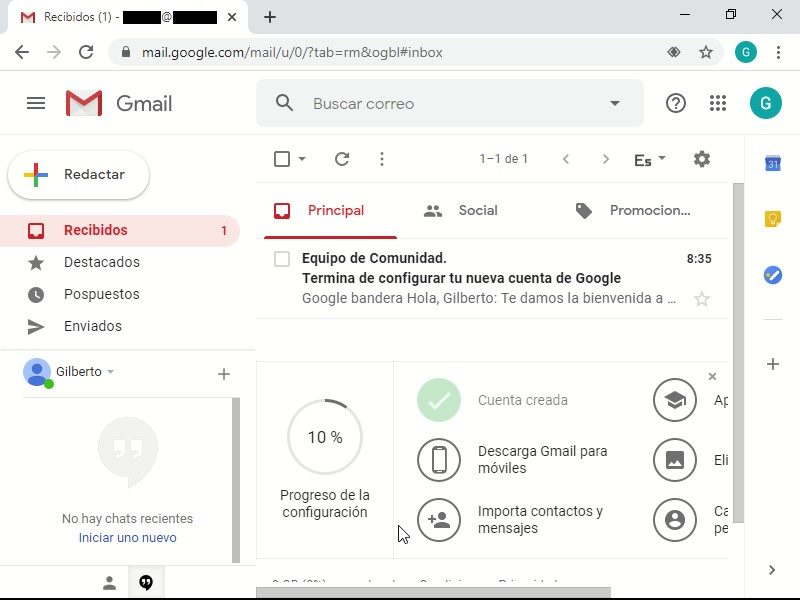 Recibidos (1) - @
mail.google.com/mail/u/0/?tab=rm&ogbl#inbox
G
Gmail
Buscar correo
G
Redactar
1–1 de 1
Es
31
Recibidos 1
Destacados
Pospuestos
Enviados
Principal
Social
Promocion...
Equipo de Comunidad. 8:35
Termina de configurar tu nueva cuenta de Google
Google bandera Hola, Gilberto: Te damos la bienvenida a ...
Gilberto
No hay chats recientes
Iniciar uno nuevo
10 %
Progreso de la
configuración
Cuenta creada
Descarga Gmail para
móviles
Importa contactos y
mensajes
Ap
Eli
Ca
pe